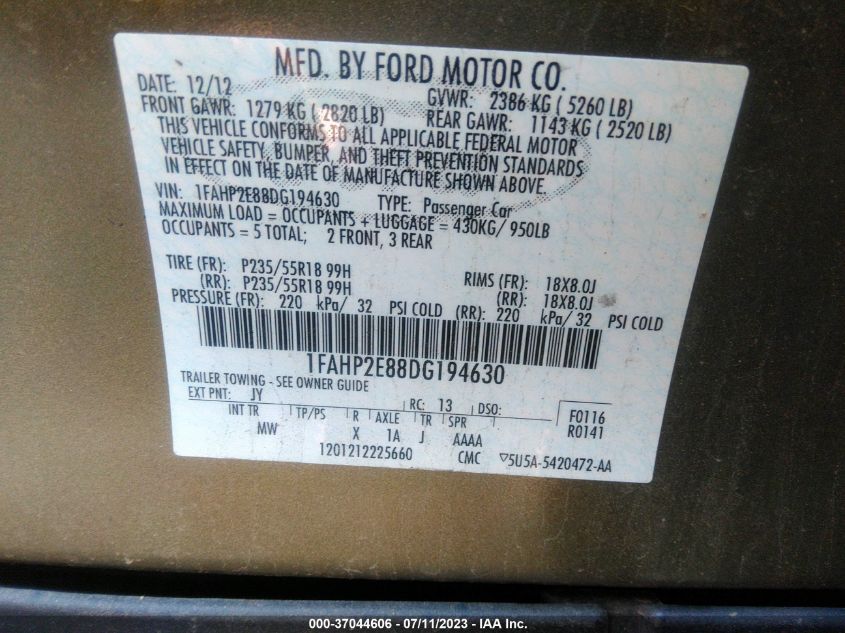 MFD. BY FORD MOTOR CO.
DATE: 12/12 GVWR: 2386 KG ( 5260 LB)
FRONT GAWR: 1279 KG ( 2820 LB) REAR GAWR: 1143 KG ( 2520 LB)
THIS VEHICLE CONFORMS TO ALL APPLICABLE FEDERAL MOTOR
VEHICLE SAFETY, BUMPER, AND THEFT PREVENTION STANDARDS
IN EFFECT ON THE DATE OF MANUFACTURE SHOWN ABOVE.
VIN: 1FAHP2E88DG194630 TYPE: Passenger Car
MAXIMUM LOAD = OCCUPANTS + LUGGAGE = 430KG/ 950LB
OCCUPANTS = 5 TOTAL; 2 FRONT, 3 REAR
TIRE (FR): P235/55R18 99H RIMS (FR): 18X8.0J
(RR): P235/55R18 99H (RR): 18X8.0J
PRESSURE (FR): 220 kPa/ 32 PSI COLD (RR): 220 kPa/ 32 PSI COLD
1FAHP2E88DG194630
TRAILER TOWING - SEE OWNER GUIDE
EXT PNT: JY RC: 13 DSO: F0116
INT TR TP/PS R AXLE TR SPR R0141
MW X 1A J AAAA
1201212225660 CMC ▽5U5A-5420472-AA
000-37044606 / 07/11/2023 - IAA Inc.